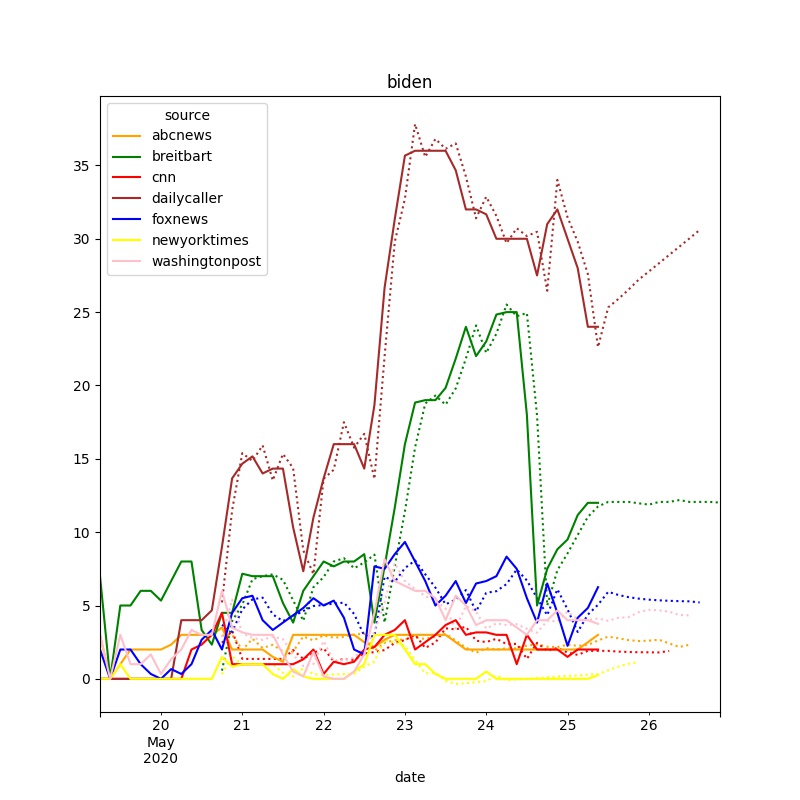 biden
source
abcnews
breitbart
cnn
dailycaller
foxnews
newyorktimes
washingtonpost
35
30
25
20
15
10
5
0
20 21 22 23 24 25 26
May
2020
date